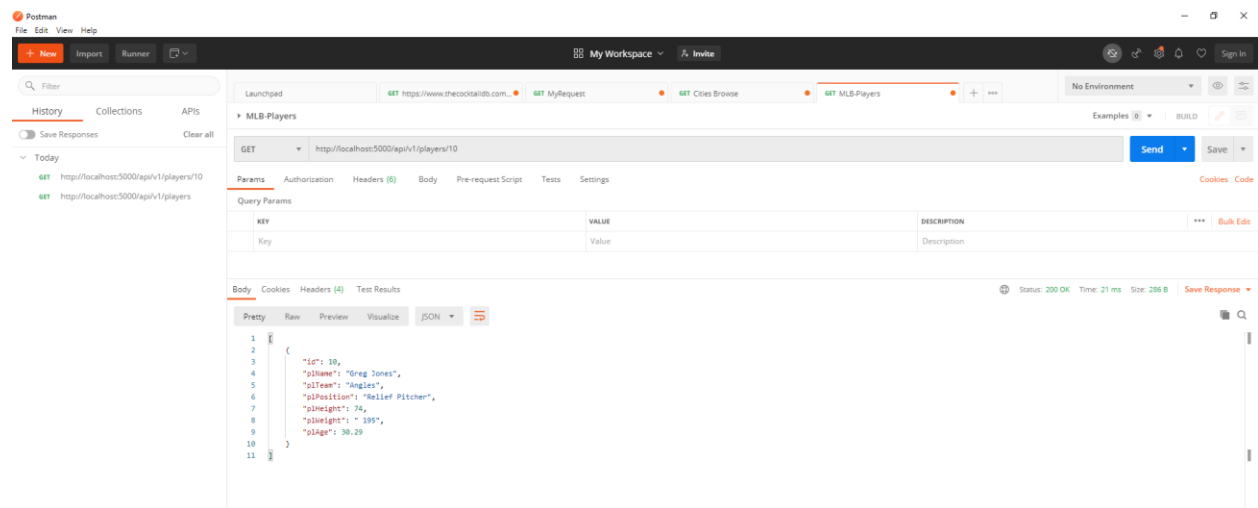 Postman
File Edit View Help
+ New Import Runner My Workspace Invite Sign In
Filter
History Collections APIs
Save Responses Clear all
Today
GET http://localhost:5000/api/v1/players/10
GET http://localhost:5000/api/v1/players
Launchpad GET https://www.thecocktaildb.com... GET MyRequest GET Cities Browse GET MLB-Players + ••• No Environment
MLB-Players Examples 0 BUILD
GET http://localhost:5000/api/v1/players/10 Send Save
Params Authorization Headers (6) Body Pre-request Script Tests Settings Cookies Code
Query Params
KEY VALUE DESCRIPTION ••• Bulk Edit
Key Value Description
Body Cookies Headers (4) Test Results Status: 200 OK Time: 21 ms Size: 286 B Save Response
Pretty Raw Preview Visualize JSON
1 [
2 {
3 "id": 10,
4 "plName": "Greg Jones",
5 "plTeam": "Angles",
6 "plPosition": "Relief Pitcher",
7 "plHeight": 74,
8 "plWeight": " 195",
9 "plAge": 30.29
10 }
11 ]